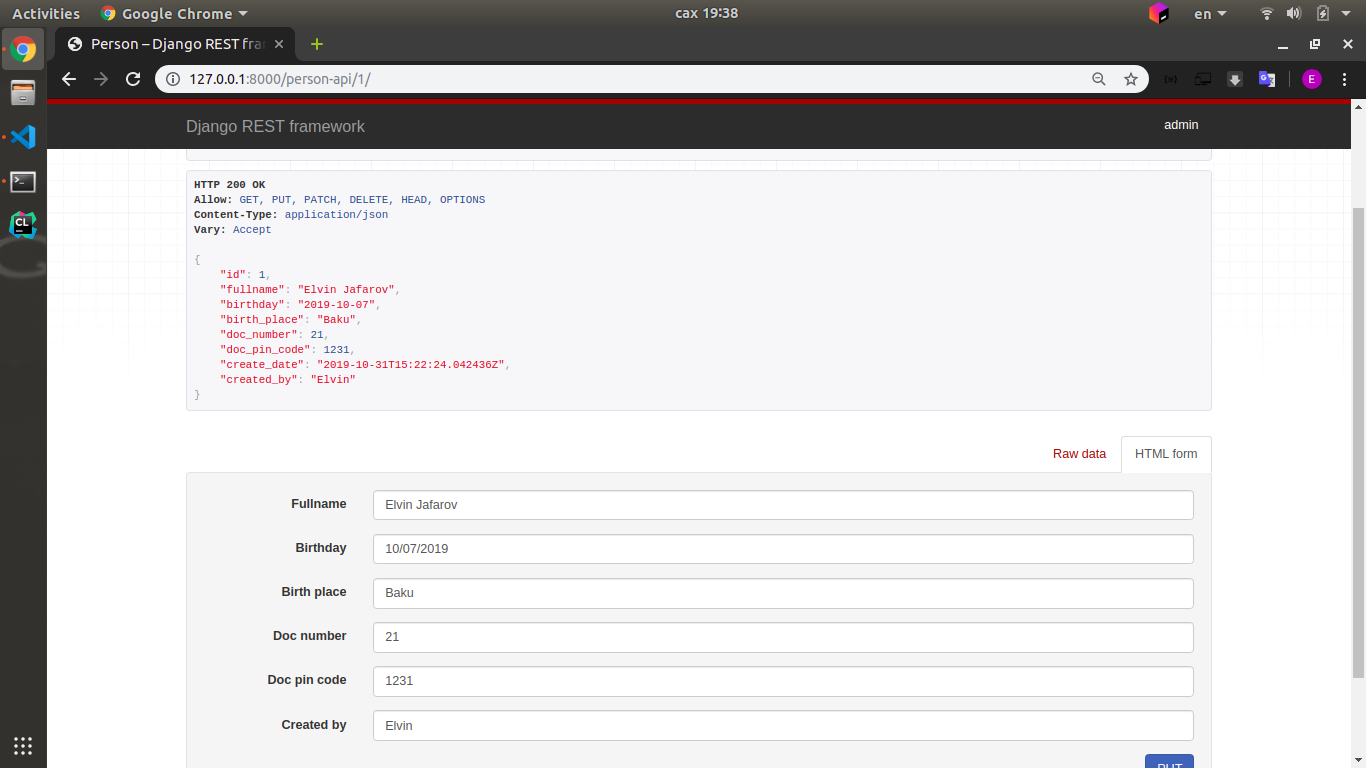 Activities Google Chrome cax 19:38 en
Person – Django REST fra
127.0.0.1:8000/person-api/1/ E
Django REST framework admin
HTTP 200 OK
Allow: GET, PUT, PATCH, DELETE, HEAD, OPTIONS
Content-Type: application/json
Vary: Accept
{
"id": 1,
"fullname": "Elvin Jafarov",
"birthday": "2019-10-07",
"birth_place": "Baku",
"doc_number": 21,
"doc_pin_code": 1231,
"create_date": "2019-10-31T15:22:24.042436Z",
"created_by": "Elvin"
}
Raw data HTML form
Fullname Elvin Jafarov
Birthday 10/07/2019
Birth place Baku
Doc number 21
Doc pin code 1231
Created by Elvin
PUT
CL